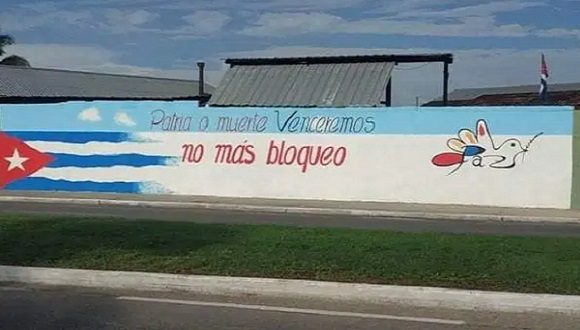 Patria o muerte Venceremos
no más bloqueo
Paz